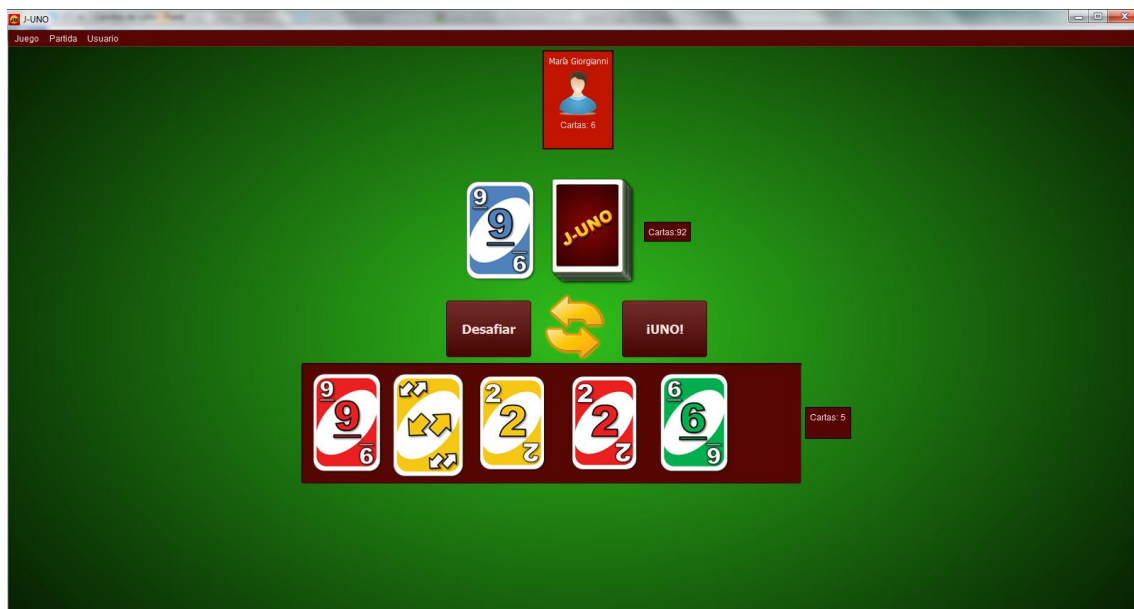 J-UNO
Juego Partida Usuario
María Giorgianni
Cartas: 6
9
9
9
J-UNO
Cartas:92
Desafiar
¡UNO!
9 2 2 6
9 2 2 6
9 2 2 6
Cartas: 5